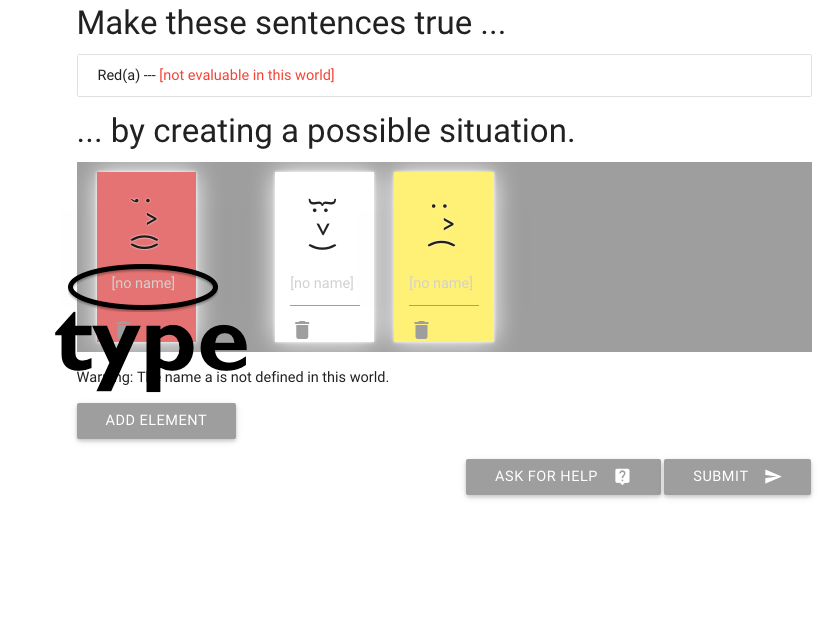 Make these sentences true ...
Red(a) --- [not evaluable in this world]
... by creating a possible situation.
[no name] [no name] [no name]
type
Warning: The name a is not defined in this world.
ADD ELEMENT
ASK FOR HELP SUBMIT